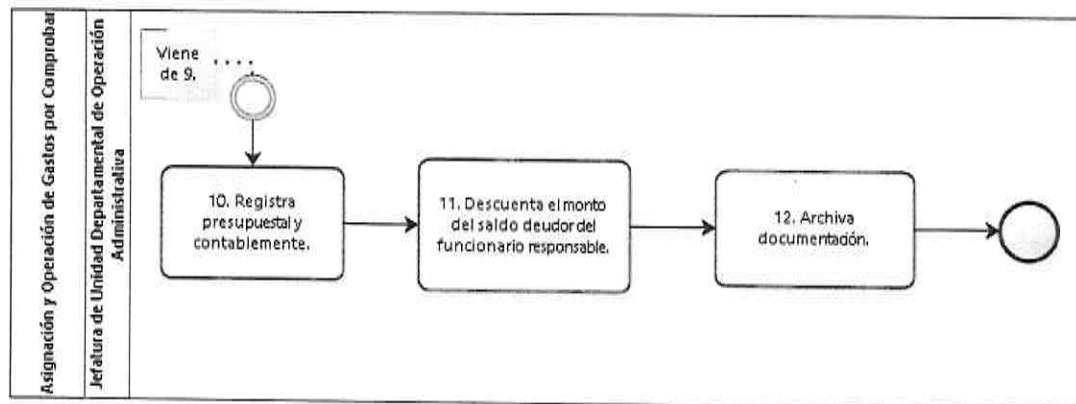 Asignación y Operación de Gastos por Comprobar
Jefatura de Unidad Departamental de Operación
Administrativa
Viene
de 9.
10. Registra
presupuestal y
contablemente.
11. Descuenta el monto
del saldo deudor del
funcionario responsable.
12. Archiva
documentación.